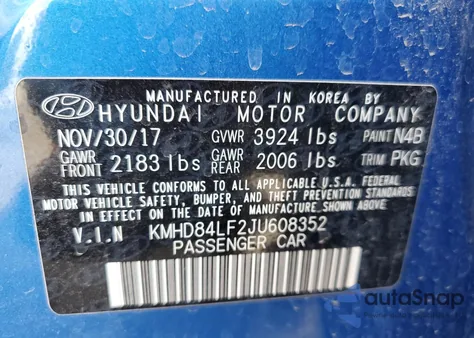 MANUFACTURED IN KOREA BY
HYUNDAI MOTOR COMPANY
NOV/30/17 GVWR 3924 lbs PAINT N4B
GAWR FRONT 2183 lbs GAWR REAR 2006 lbs TRIM PKG
THIS VEHICLE CONFORMS TO ALL APPLICABLE U.S.A. FEDERAL
MOTOR VEHICLE SAFETY, BUMPER, AND THEFT PREVENTION STANDARDS
IN EFFECT ON THE DATE OF MANUFACTURE SHOWN ABOVE.
V.I.N KMHD84LF2JU608352
PASSENGER CAR
autoSnap